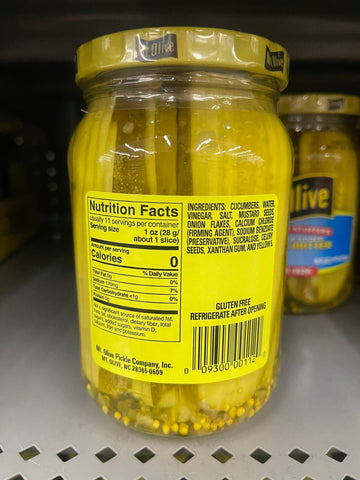 Mt. Olive
Nutrition Facts
Usually 11 servings per container
Serving size 1 oz (28 g/
about 1 slice)
Amount per serving
Calories 0
% Daily Value
Total Fat 0g 0%
Sodium 170mg 7%
Total Carbohydrate <1g 0%
Protein 0g
Not a significant source of saturated fat,
trans fat, cholesterol, dietary fiber, total
sugars, added sugars, vitamin D,
calcium, iron and potassium.
Mt. Olive Pickle Company, Inc.
MT. OLIVE, NC 28365-0609
INGREDIENTS: CUCUMBERS, WATER,
VINEGAR, SALT, MUSTARD SEEDS,
ONION FLAKES, CALCIUM CHLORIDE
(FIRMING AGENT), SODIUM BENZOATE
(PRESERVATIVE), SUCRALOSE, CELERY
SEEDS, XANTHAN GUM, AND YELLOW 5.
GLUTEN FREE
REFRIGERATE AFTER OPENING
0 09300 00112 0
Olive